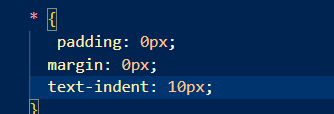 * {
padding: 0px;
margin: 0px;
text-indent: 10px;
}